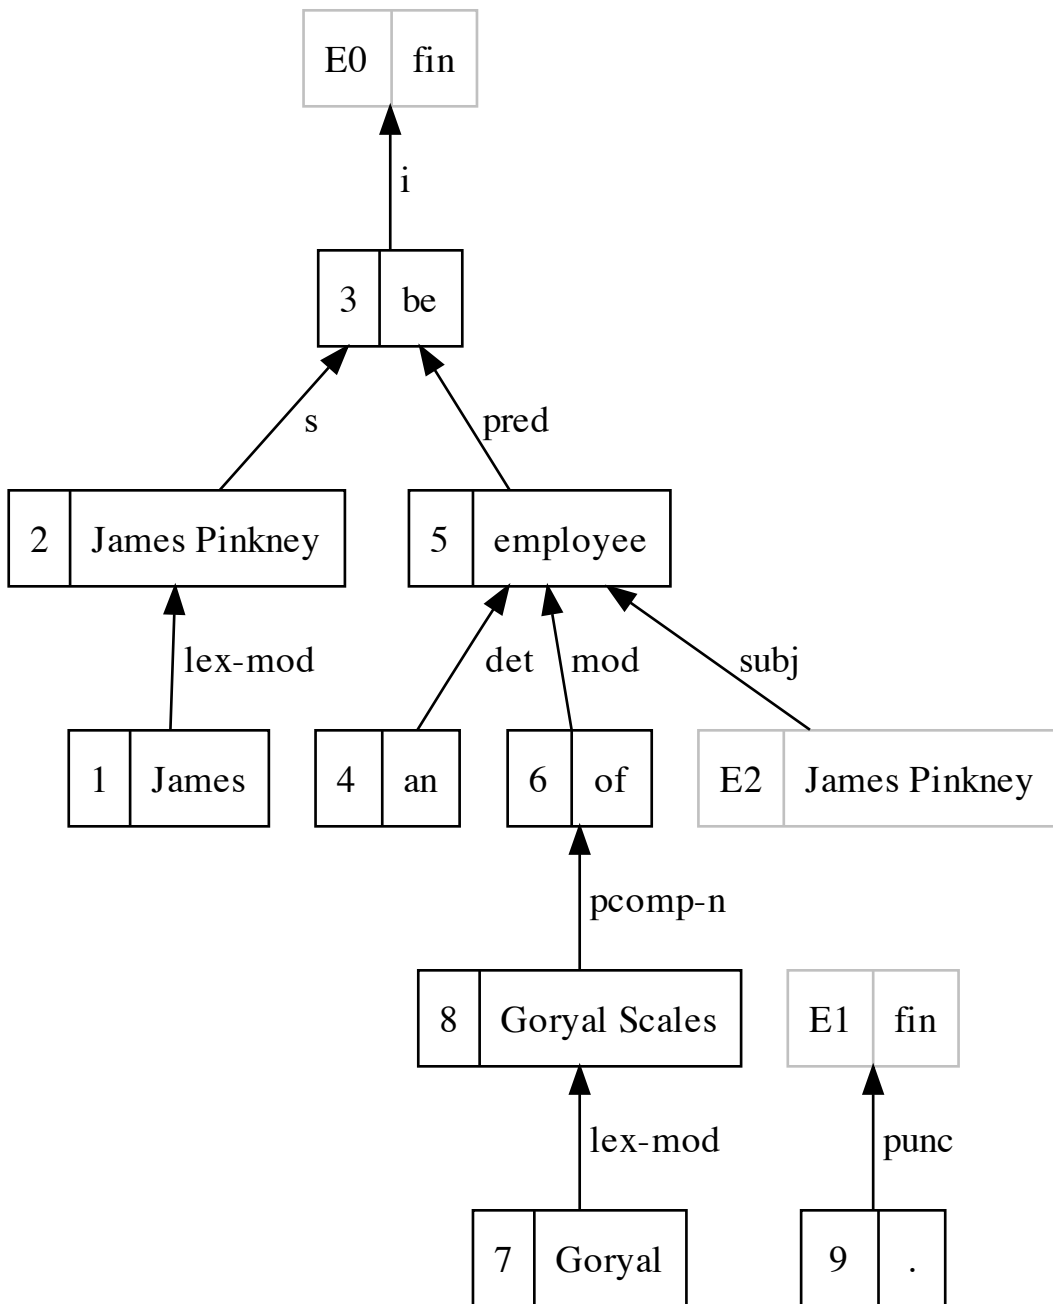 E0 fin
i
3 be
s pred
2 James Pinkney 5 employee
lex-mod det mod subj
1 James 4 an 6 of E2 James Pinkney
pcomp-n
8 Goryal Scales E1 fin
lex-mod punc
7 Goryal 9 .